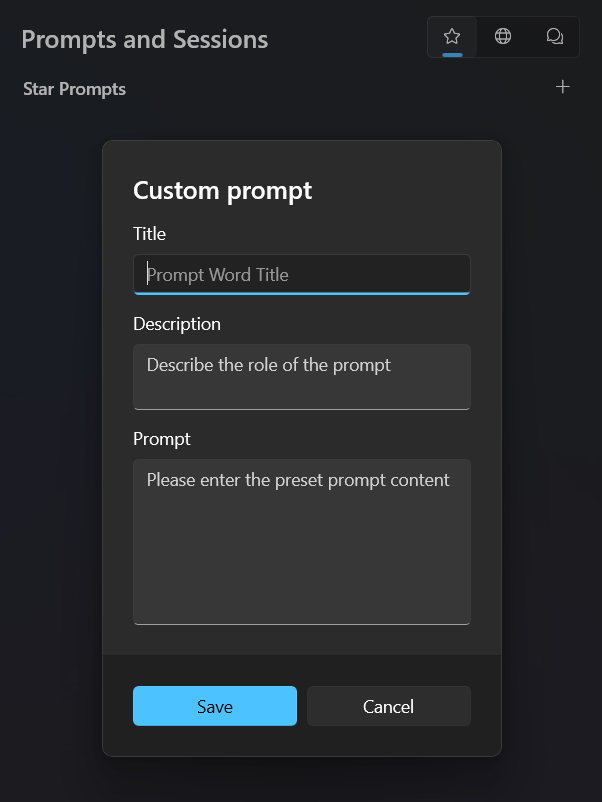 Prompts and Sessions
Star Prompts
Custom prompt
Title
Prompt Word Title
Description
Describe the role of the prompt
Prompt
Please enter the preset prompt content
Save
Cancel